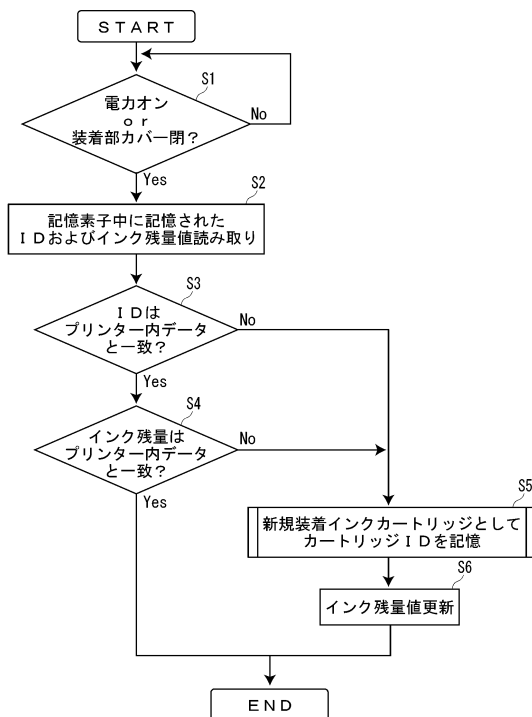 ＳＴＡＲＴ
S1
電力オン
ｏｒ
装着部カバー閉？
No
Yes
S2
記憶素子中に記憶された
ＩＤおよびインク残量値読み取り
S3
ＩＤは
プリンター内データ
と一致？
No
Yes
S4
インク残量は
プリンター内データ
と一致？
No
Yes
S5
新規装着インクカートリッジとして
カートリッジＩＤを記憶
S6
インク残量値更新
ＥＮＤ